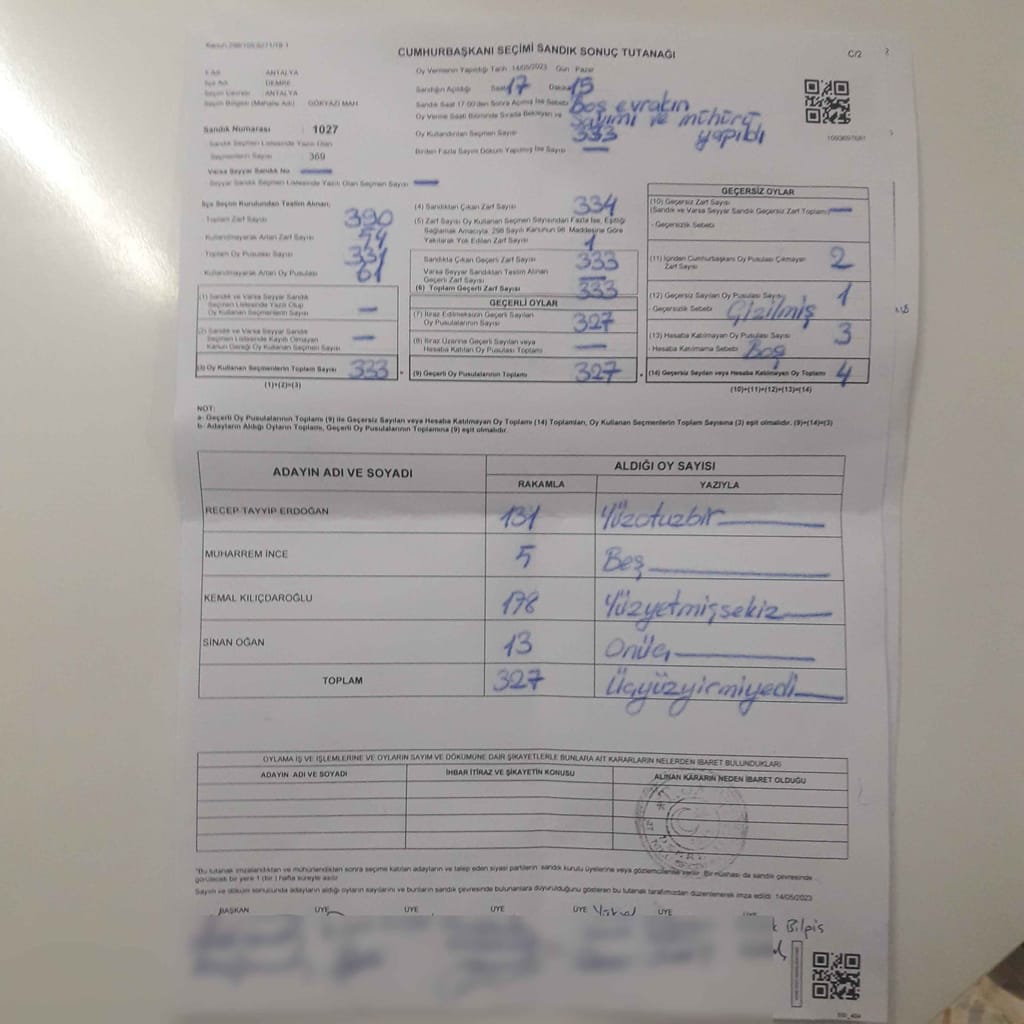 CUMHURBAŞKANI SEÇİMİ SANDIK SONUÇ TUTANAĞI
C/2
İl Adı ANTALYA
İlçe Adı DEMRE
Seçim Çevresi ANTALYA
Seçim Bölgesi (Mahalle Adı) GÖKYAZI MAH
Sandık Numarası 1027
Sandık Seçmen Listesinde Yazılı Olan
Seçmenlerin Sayısı 369
Varsa Seyyar Sandık No
Seyyar Sandık Seçmen Listesinde Yazılı Olan Seçmen Sayısı
Oy Vermenin Yapıldığı Tarih 14/05/2023 Gün Pazar
Sandığın Açıldığı Saat 17 Dakika 15
Sandık Saat 17:00'den Sonra Açılmış İse Sebebi boş evrakın
Oy Verme Saati Bitiminde Sırada Bekleyen ve sayımı ve mühürü
yapıldı
Oy Kullandırılan Seçmen Sayısı 333
Birden Fazla Sayım Döküm Yapılmış İse Sayısı
İlçe Seçim Kurulundan Teslim Alınan;
Toplam Zarf Sayısı 390
Kullanılmayarak Artan Zarf Sayısı
Toplam Oy Pusulası Sayısı
Kullanılmayarak Artan Oy Pusulası 61
(1) Sandık ve Varsa Seyyar Sandık
Seçmen Listesinde Yazılı Olup
Oy Kullanan Seçmenlerin Sayısı
(2) Sandık ve Varsa Seyyar Sandık
Seçmen Listesinde Kayıtlı Olmayan
Kanun Gereği Oy Kullanan Seçmen Sayısı
(3) Oy Kullanan Seçmenlerin Toplam Sayısı 333
(1)+(2)=(3)
(4) Sandıktan Çıkan Zarf Sayısı 334
(5) Zarf Sayısı Oy Kullanan Seçmen Sayısından Fazla İse, Eşitliği
Sağlamak Amacıyla, 298 Sayılı Kanunun 98. Maddesine Göre
Yakılarak Yok Edilen Zarf Sayısı 1
Sandıkta Çıkan Geçerli Zarf Sayısı 333
Varsa Seyyar Sandıktan Teslim Alınan
Geçerli Zarf Sayısı
(6) Toplam Geçerli Zarf Sayısı 333
GEÇERLİ OYLAR
(7) İtiraz Edilmeksizin Geçerli Sayılan
Oy Pusulalarının Sayısı 327
(8) İtiraz Üzerine Geçerli Sayılan veya
Hesaba Katılan Oy Pusulası Toplamı
(9) Geçerli Oy Pusulalarının Toplamı 327
GEÇERSİZ OYLAR
(10) Geçersiz Zarf Sayısı
(Sandık ve Varsa Seyyar Sandık Geçersiz Zarf Toplamı)
- Geçersizlik Sebebi
(11) İçinden Cumhurbaşkanı Oy Pusulası Çıkmayan
Zarf Sayısı 2
(12) Geçersiz Sayılan Oy Pusulası Sayısı 1
- Geçersizlik Sebebi Çizilmiş
(13) Hesaba Katılmayan Oy Pusulası Sayısı 3
- Hesaba Katılmama Sebebi Boş
(14) Geçersiz Sayılan veya Hesaba Katılmayan Oy Toplamı 4
(10)+(11)+(12)+(13)=(14)
NOT:
a- Geçerli Oy Pusulalarının Toplamı (9) ile Geçersiz Sayılan veya Hesaba Katılmayan Oy Toplamı (14) Toplamları, Oy Kullanan Seçmenlerin Toplam Sayısına (3) eşit olmalıdır. (9)+(14)=(3)
b- Adayların Aldığı Oyların Toplamı, Geçerli Oy Pusulalarının Toplamına (9) eşit olmalıdır.
ADAYIN ADI VE SOYADI ALDIĞI OY SAYISI
RAKAMLA YAZIYLA
RECEP TAYYİP ERDOĞAN 131 Yüzotuzbir
MUHARREM İNCE 5 Beş
KEMAL KILIÇDAROĞLU 178 Yüzyetmişsekiz
SİNAN OĞAN 13 Onüç
TOPLAM 327 Üçyüzyirmiyedi
OYLAMA İŞ VE İŞLEMLERİNE VE OYLARIN SAYIM VE DÖKÜMÜNE DAİR ŞİKAYETLERLE BUNLARA AİT KARARLARIN NELERDEN İBARET BULUNDUKLARI
ADAYIN ADI VE SOYADI İHBAR İTİRAZ VE ŞİKAYETİN KONUSU ALINAN KARARIN NEDEN İBARET OLDUĞU
*Bu tutanak imzalandıktan ve mühürlendikten sonra seçime katılan adayların ve talep eden siyasi partilerin sandık kurulu üyelerine veya gözlemcilerine verilir. Bir nüshası da sandık çevresinde
görülecek bir yere 1 (bir) hafta süreyle asılır.
Sayım ve döküm sonucunda adayların aldığı oyların sayılarını ve bunların sandık çevresinde bulunanlara duyurulduğunu gösteren bu tutanak tarafımızdan düzenlenerek imza edildi. 14/05/2023
BAŞKAN ÜYE ÜYE ÜYE ÜYE ÜYE